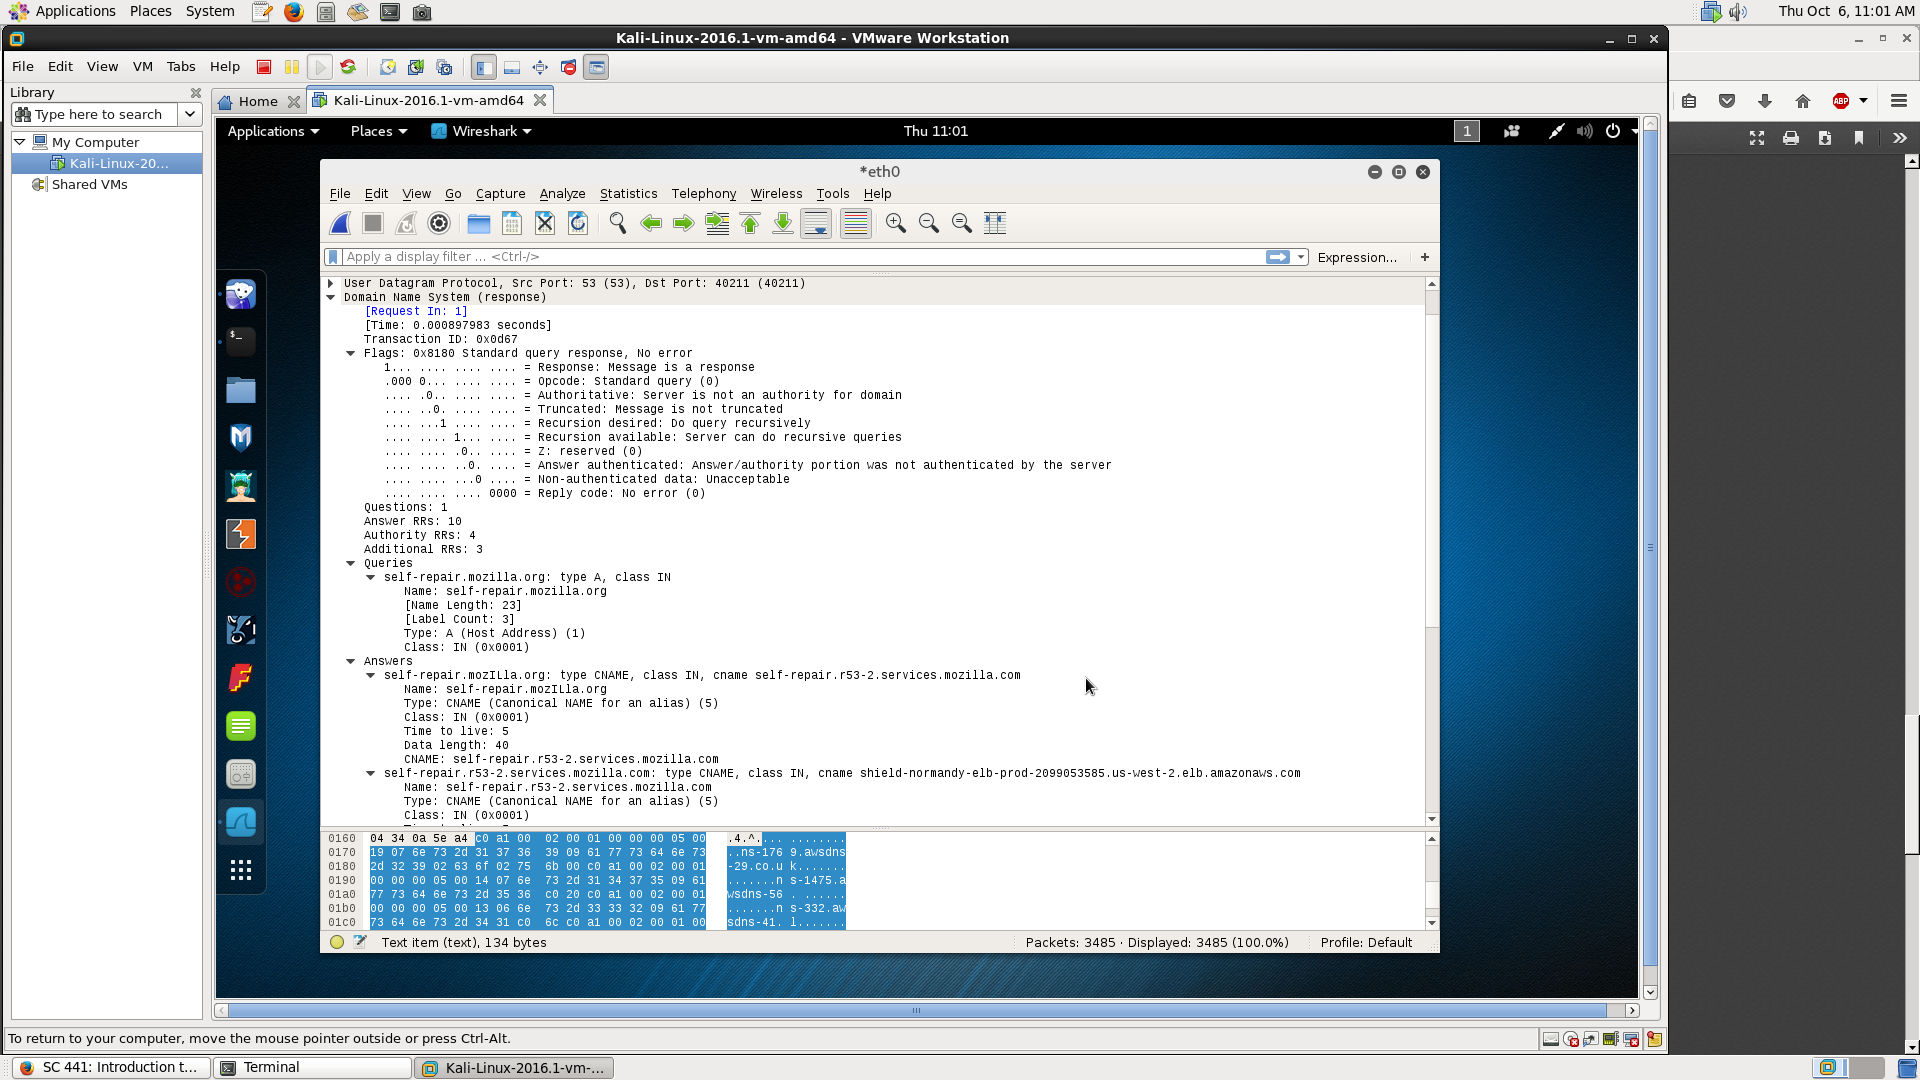 Applications Places System
Thu Oct 6, 11:01 AM
Kali-Linux-2016.1-vm-amd64 - VMware Workstation
File Edit View VM Tabs Help
Library
Type here to search
My Computer
Kali-Linux-20...
Shared VMs
Home
Kali-Linux-2016.1-vm-amd64
ABP
Applications Places Wireshark
Thu 11:01
1
*eth0
File Edit View Go Capture Analyze Statistics Telephony Wireless Tools Help
Apply a display filter ... <Ctrl-/>
Expression... +
User Datagram Protocol, Src Port: 53 (53), Dst Port: 40211 (40211)
Domain Name System (response)
[Request In: 1]
[Time: 0.000897983 seconds]
Transaction ID: 0x0d67
Flags: 0x8180 Standard query response, No error
1... .... .... .... = Response: Message is a response
.000 0... .... .... = Opcode: Standard query (0)
.... .0.. .... .... = Authoritative: Server is not an authority for domain
.... ..0. .... .... = Truncated: Message is not truncated
.... ...1 .... .... = Recursion desired: Do query recursively
.... .... 1... .... = Recursion available: Server can do recursive queries
.... .... .0.. .... = Z: reserved (0)
.... .... ..0. .... = Answer authenticated: Answer/authority portion was not authenticated by the server
.... .... ...0 .... = Non-authenticated data: Unacceptable
.... .... .... 0000 = Reply code: No error (0)
Questions: 1
Answer RRs: 10
Authority RRs: 4
Additional RRs: 3
Queries
self-repair.mozilla.org: type A, class IN
Name: self-repair.mozilla.org
[Name Length: 23]
[Label Count: 3]
Type: A (Host Address) (1)
Class: IN (0x0001)
Answers
self-repair.mozILla.org: type CNAME, class IN, cname self-repair.r53-2.services.mozilla.com
Name: self-repair.mozILla.org
Type: CNAME (Canonical NAME for an alias) (5)
Class: IN (0x0001)
Time to live: 5
Data length: 40
CNAME: self-repair.r53-2.services.mozilla.com
self-repair.r53-2.services.mozilla.com: type CNAME, class IN, cname shield-normandy-elb-prod-2099053585.us-west-2.elb.amazonaws.com
Name: self-repair.r53-2.services.mozilla.com
Type: CNAME (Canonical NAME for an alias) (5)
Class: IN (0x0001)
0160 04 34 0a 5e a4 c0 a1 00 02 00 01 00 00 00 05 00 .4.^.... ........
0170 19 07 6e 73 2d 31 37 36 39 09 61 77 73 64 6e 73 ..ns-176 9.awsdns
0180 2d 32 39 02 63 6f 02 75 6b 00 c0 a1 00 02 00 01 -29.co.u k.......
0190 00 00 00 05 00 14 07 6e 73 2d 31 34 37 35 09 61 .......n s-1475.a
01a0 77 73 64 6e 73 2d 35 36 c0 20 c0 a1 00 02 00 01 wsdns-56 . ......
01b0 00 00 00 05 00 13 06 6e 73 2d 33 33 32 09 61 77 .......n s-332.aw
01c0 73 64 6e 73 2d 34 31 c0 6c c0 a1 00 02 00 01 00 sdns-41. l.......
Text item (text), 134 bytes
Packets: 3485 · Displayed: 3485 (100.0%)
Profile: Default
To return to your computer, move the mouse pointer outside or press Ctrl-Alt.
SC 441: Introduction t...
Terminal
Kali-Linux-2016.1-vm-...